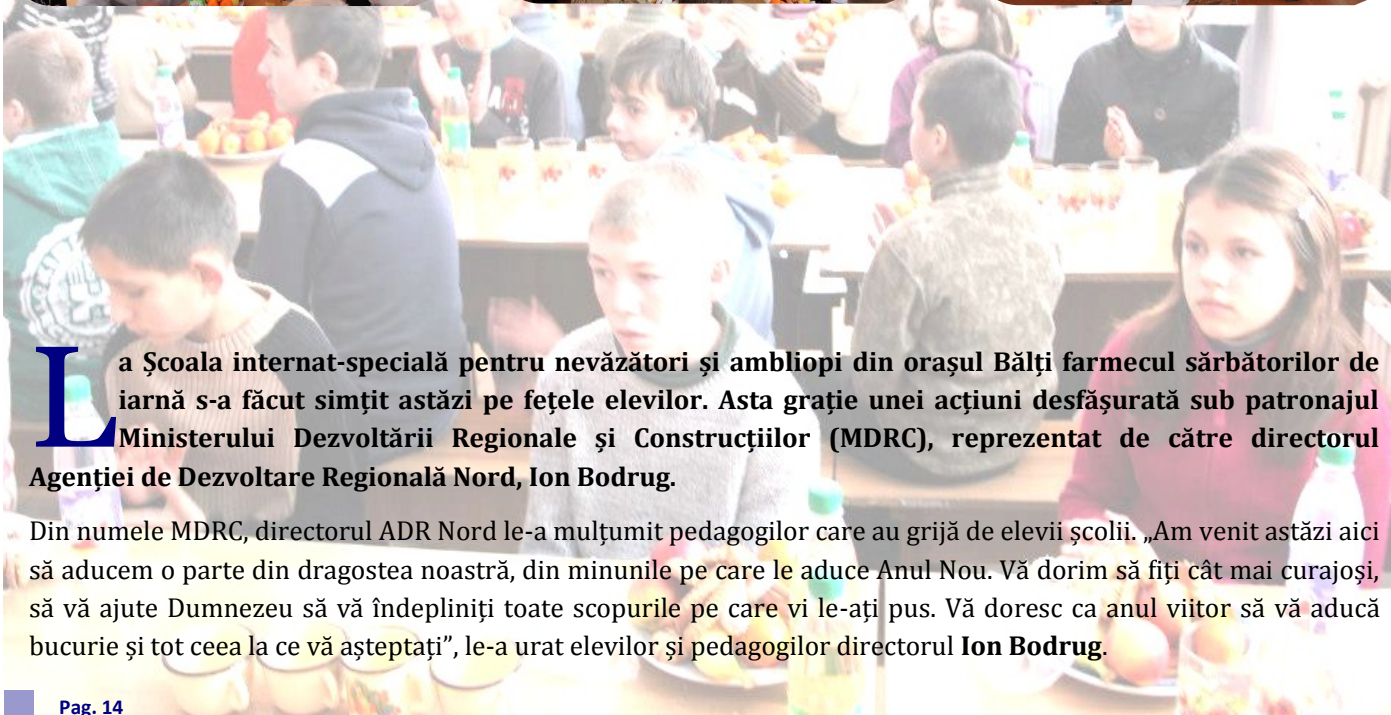 La Școala internat-specială pentru nevăzători și ambliopi din orașul Bălți farmecul sărbătorilor de
iarnă s-a făcut simțit astăzi pe fețele elevilor. Asta grație unei acțiuni desfășurată sub patronajul
Ministerului Dezvoltării Regionale și Construcțiilor (MDRC), reprezentat de către directorul
Agenției de Dezvoltare Regională Nord, Ion Bodrug.
Din numele MDRC, directorul ADR Nord le-a mulțumit pedagogilor care au grijă de elevii școlii. „Am venit astăzi aici
să aducem o parte din dragostea noastră, din minunile pe care le aduce Anul Nou. Vă dorim să fiți cât mai curajoși,
să vă ajute Dumnezeu să vă îndepliniți toate scopurile pe care vi le-ați pus. Vă doresc ca anul viitor să vă aducă
bucurie și tot ceea la ce vă așteptați”, le-a urat elevilor și pedagogilor directorul Ion Bodrug.
Pag. 14